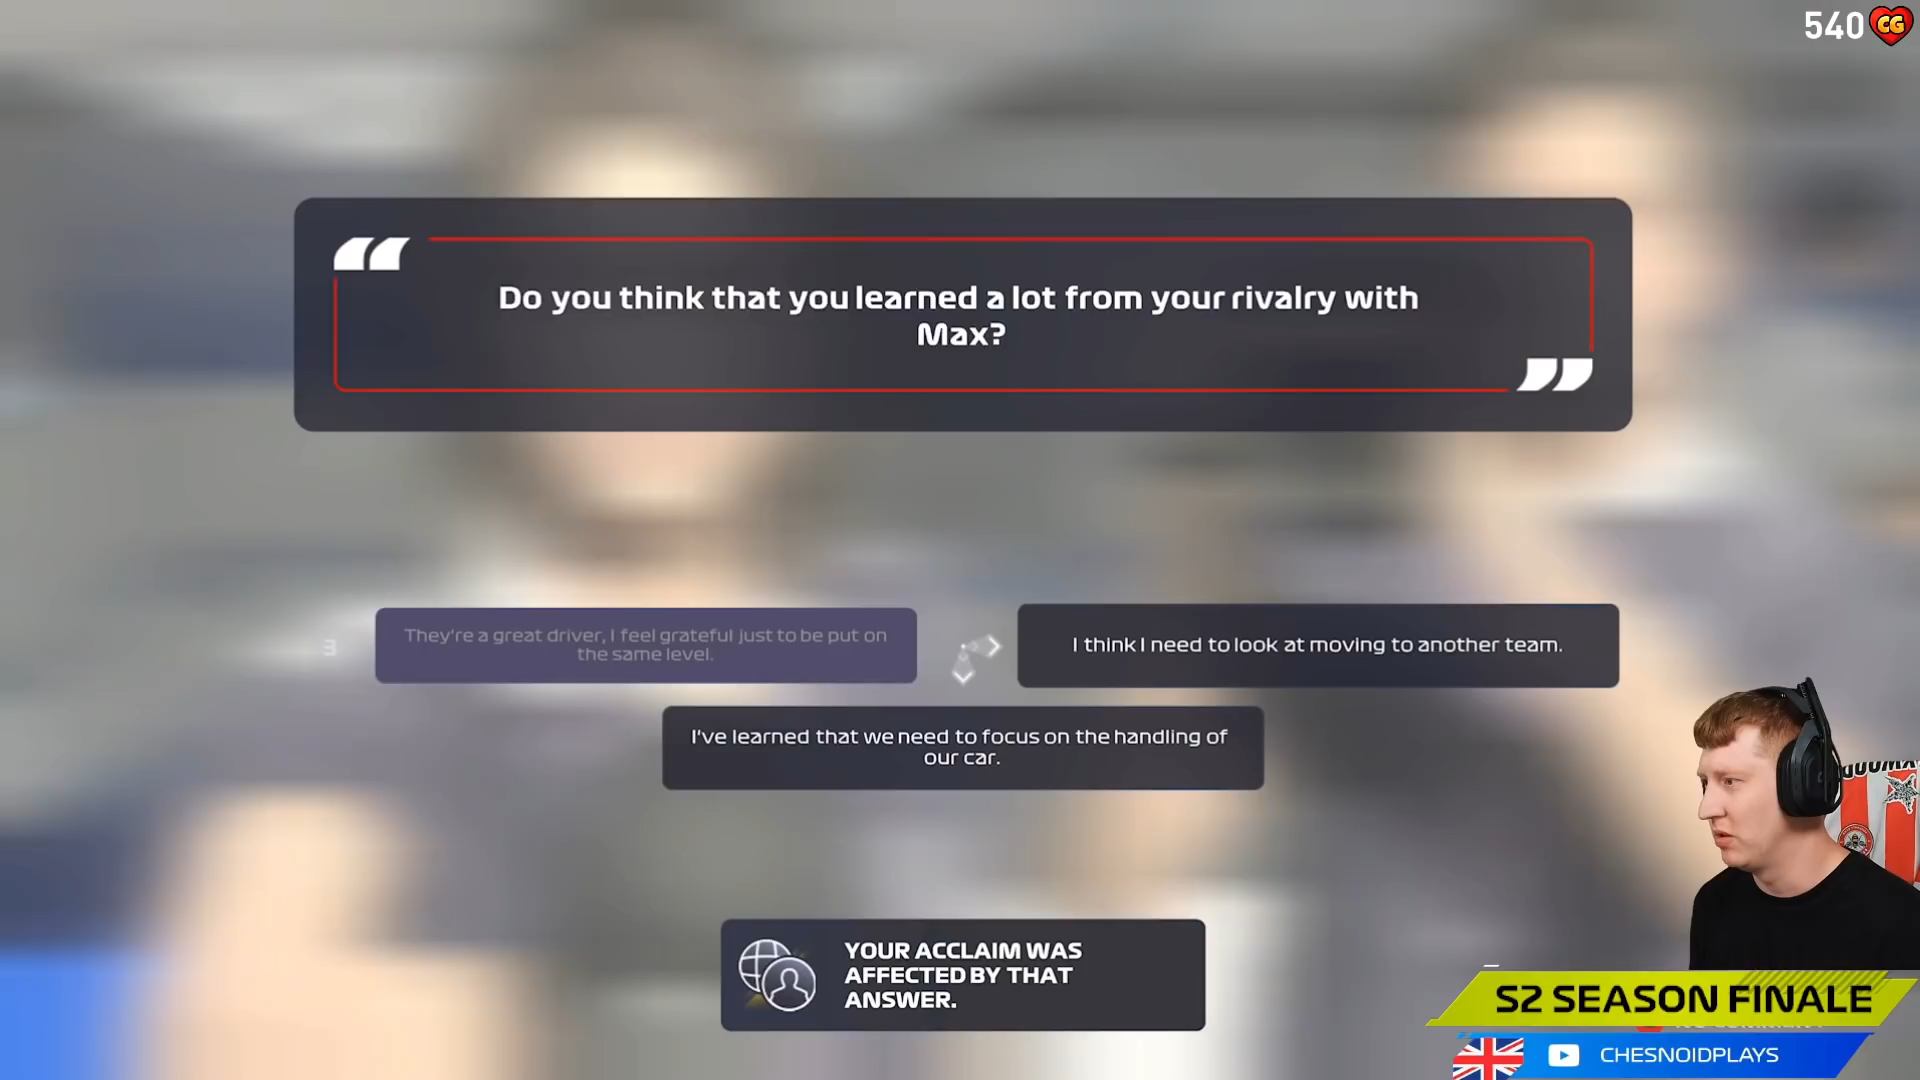 540
CG
Do you think that you learned a lot from your rivalry with
Max?
3
They're a great driver, I feel grateful just to be put on
the same level.
I think I need to look at moving to another team.
I've learned that we need to focus on the handling of
our car.
YOUR ACCLAIM WAS
AFFECTED BY THAT
ANSWER.
S2 SEASON FINALE
CHESNOIDPLAYS